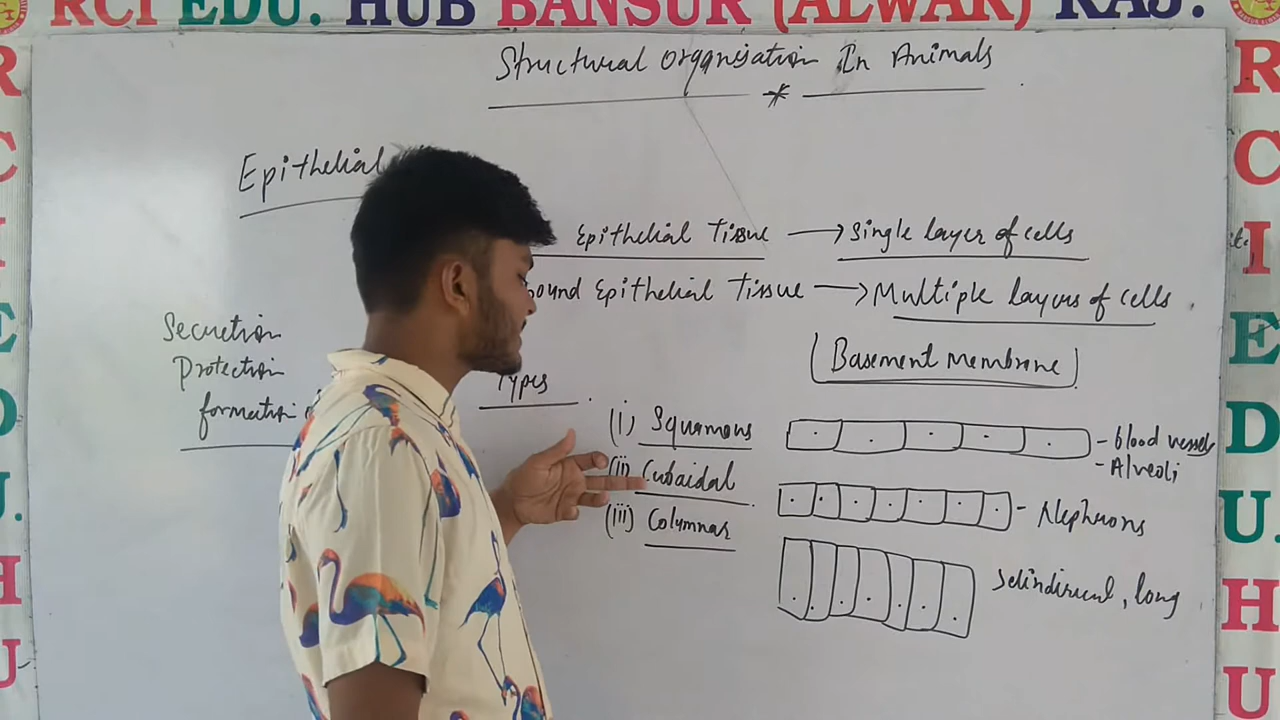 RCI EDU. HUB BANSUR (ALWAR) RAJ.
Structural Organisation In Animals
Epithelial
Epithelial Tissue → Single layer of cells
ound Epithelial Tissue → Multiple layers of cells
Secretion
Protection
formation
(Basement Membrane)
Types
(i) Squamous
- blood vessels
- Alveoli
(ii) Cuboidal
- Nephrons
(iii) Columnar
long
R
C
I
E
D
U.
H
U
R
C
I
E
D
U.
H
U